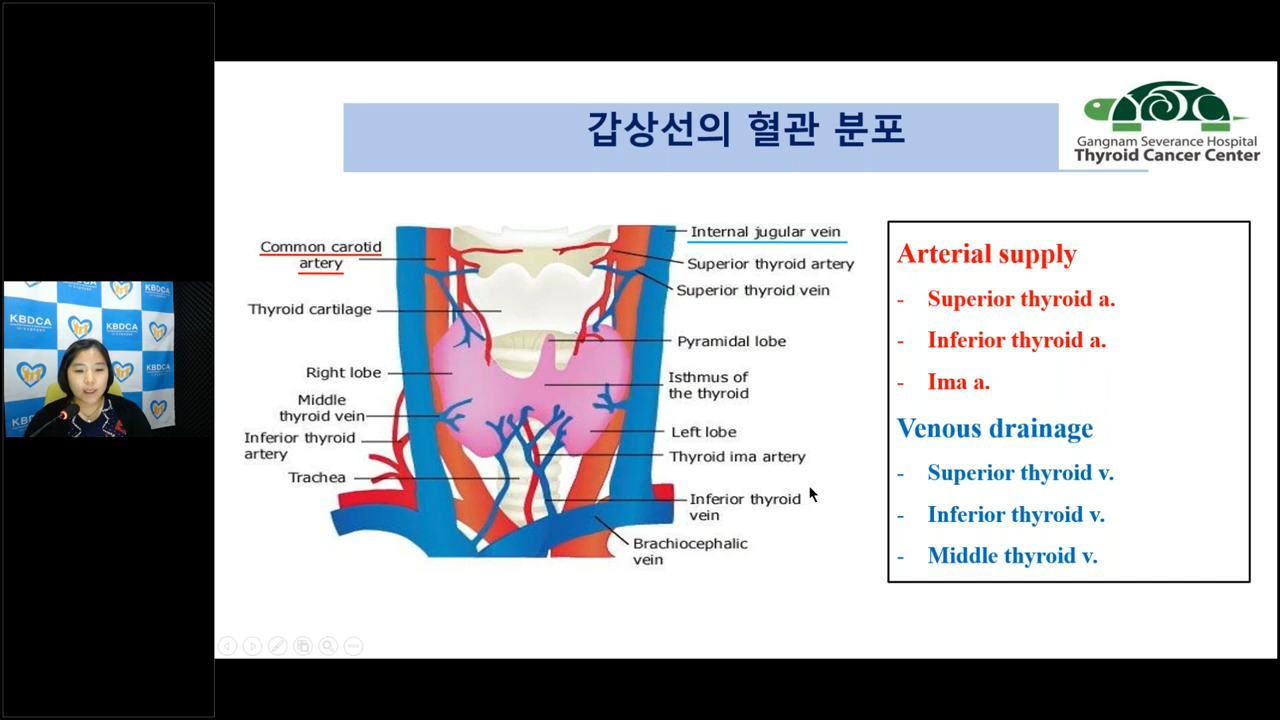 갑상선의 혈관 분포
Gangnam Severance Hospital
Thyroid Cancer Center
Common carotid
artery
Thyroid cartilage
Right lobe
Middle
thyroid vein
Inferior thyroid
artery
Trachea
Internal jugular vein
Superior thyroid artery
Superior thyroid vein
Pyramidal lobe
Isthmus of
the thyroid
Left lobe
Thyroid ima artery
Inferior thyroid
vein
Brachiocephalic
vein
Arterial supply
- Superior thyroid a.
- Inferior thyroid a.
- Ima a.
Venous drainage
- Superior thyroid v.
- Inferior thyroid v.
- Middle thyroid v.
KBDCA
KBDCA
KBDCA
KBDCA